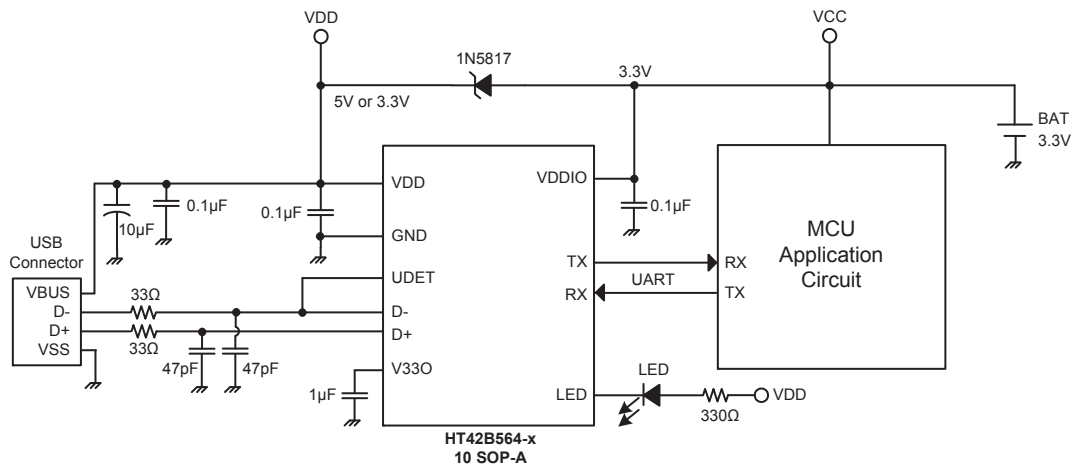 VDD
VCC
1N5817
3.3V
5V or 3.3V
BAT
3.3V
VDD
VDDIO
0.1µF
0.1µF
0.1µF
10µF
GND
MCU
Application
Circuit
USB
Connector
TX
RX
UDET
UART
VBUS
33Ω
RX
TX
D-
D-
D+
D+
VSS
33Ω
47pF
47pF
V33O
LED
1µF
LED
VDD
330Ω
HT42B564-x
10 SOP-A